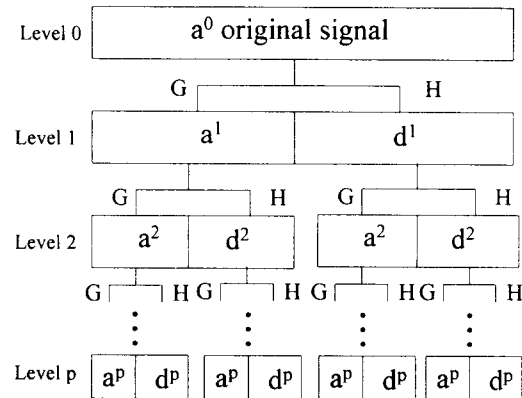 Level 0 a⁰ original signal
G H
Level 1 a¹ d¹
G H G H
Level 2 a² d² a² d²
G H G H G H G H
Level p aᵖ dᵖ aᵖ dᵖ aᵖ dᵖ aᵖ dᵖ